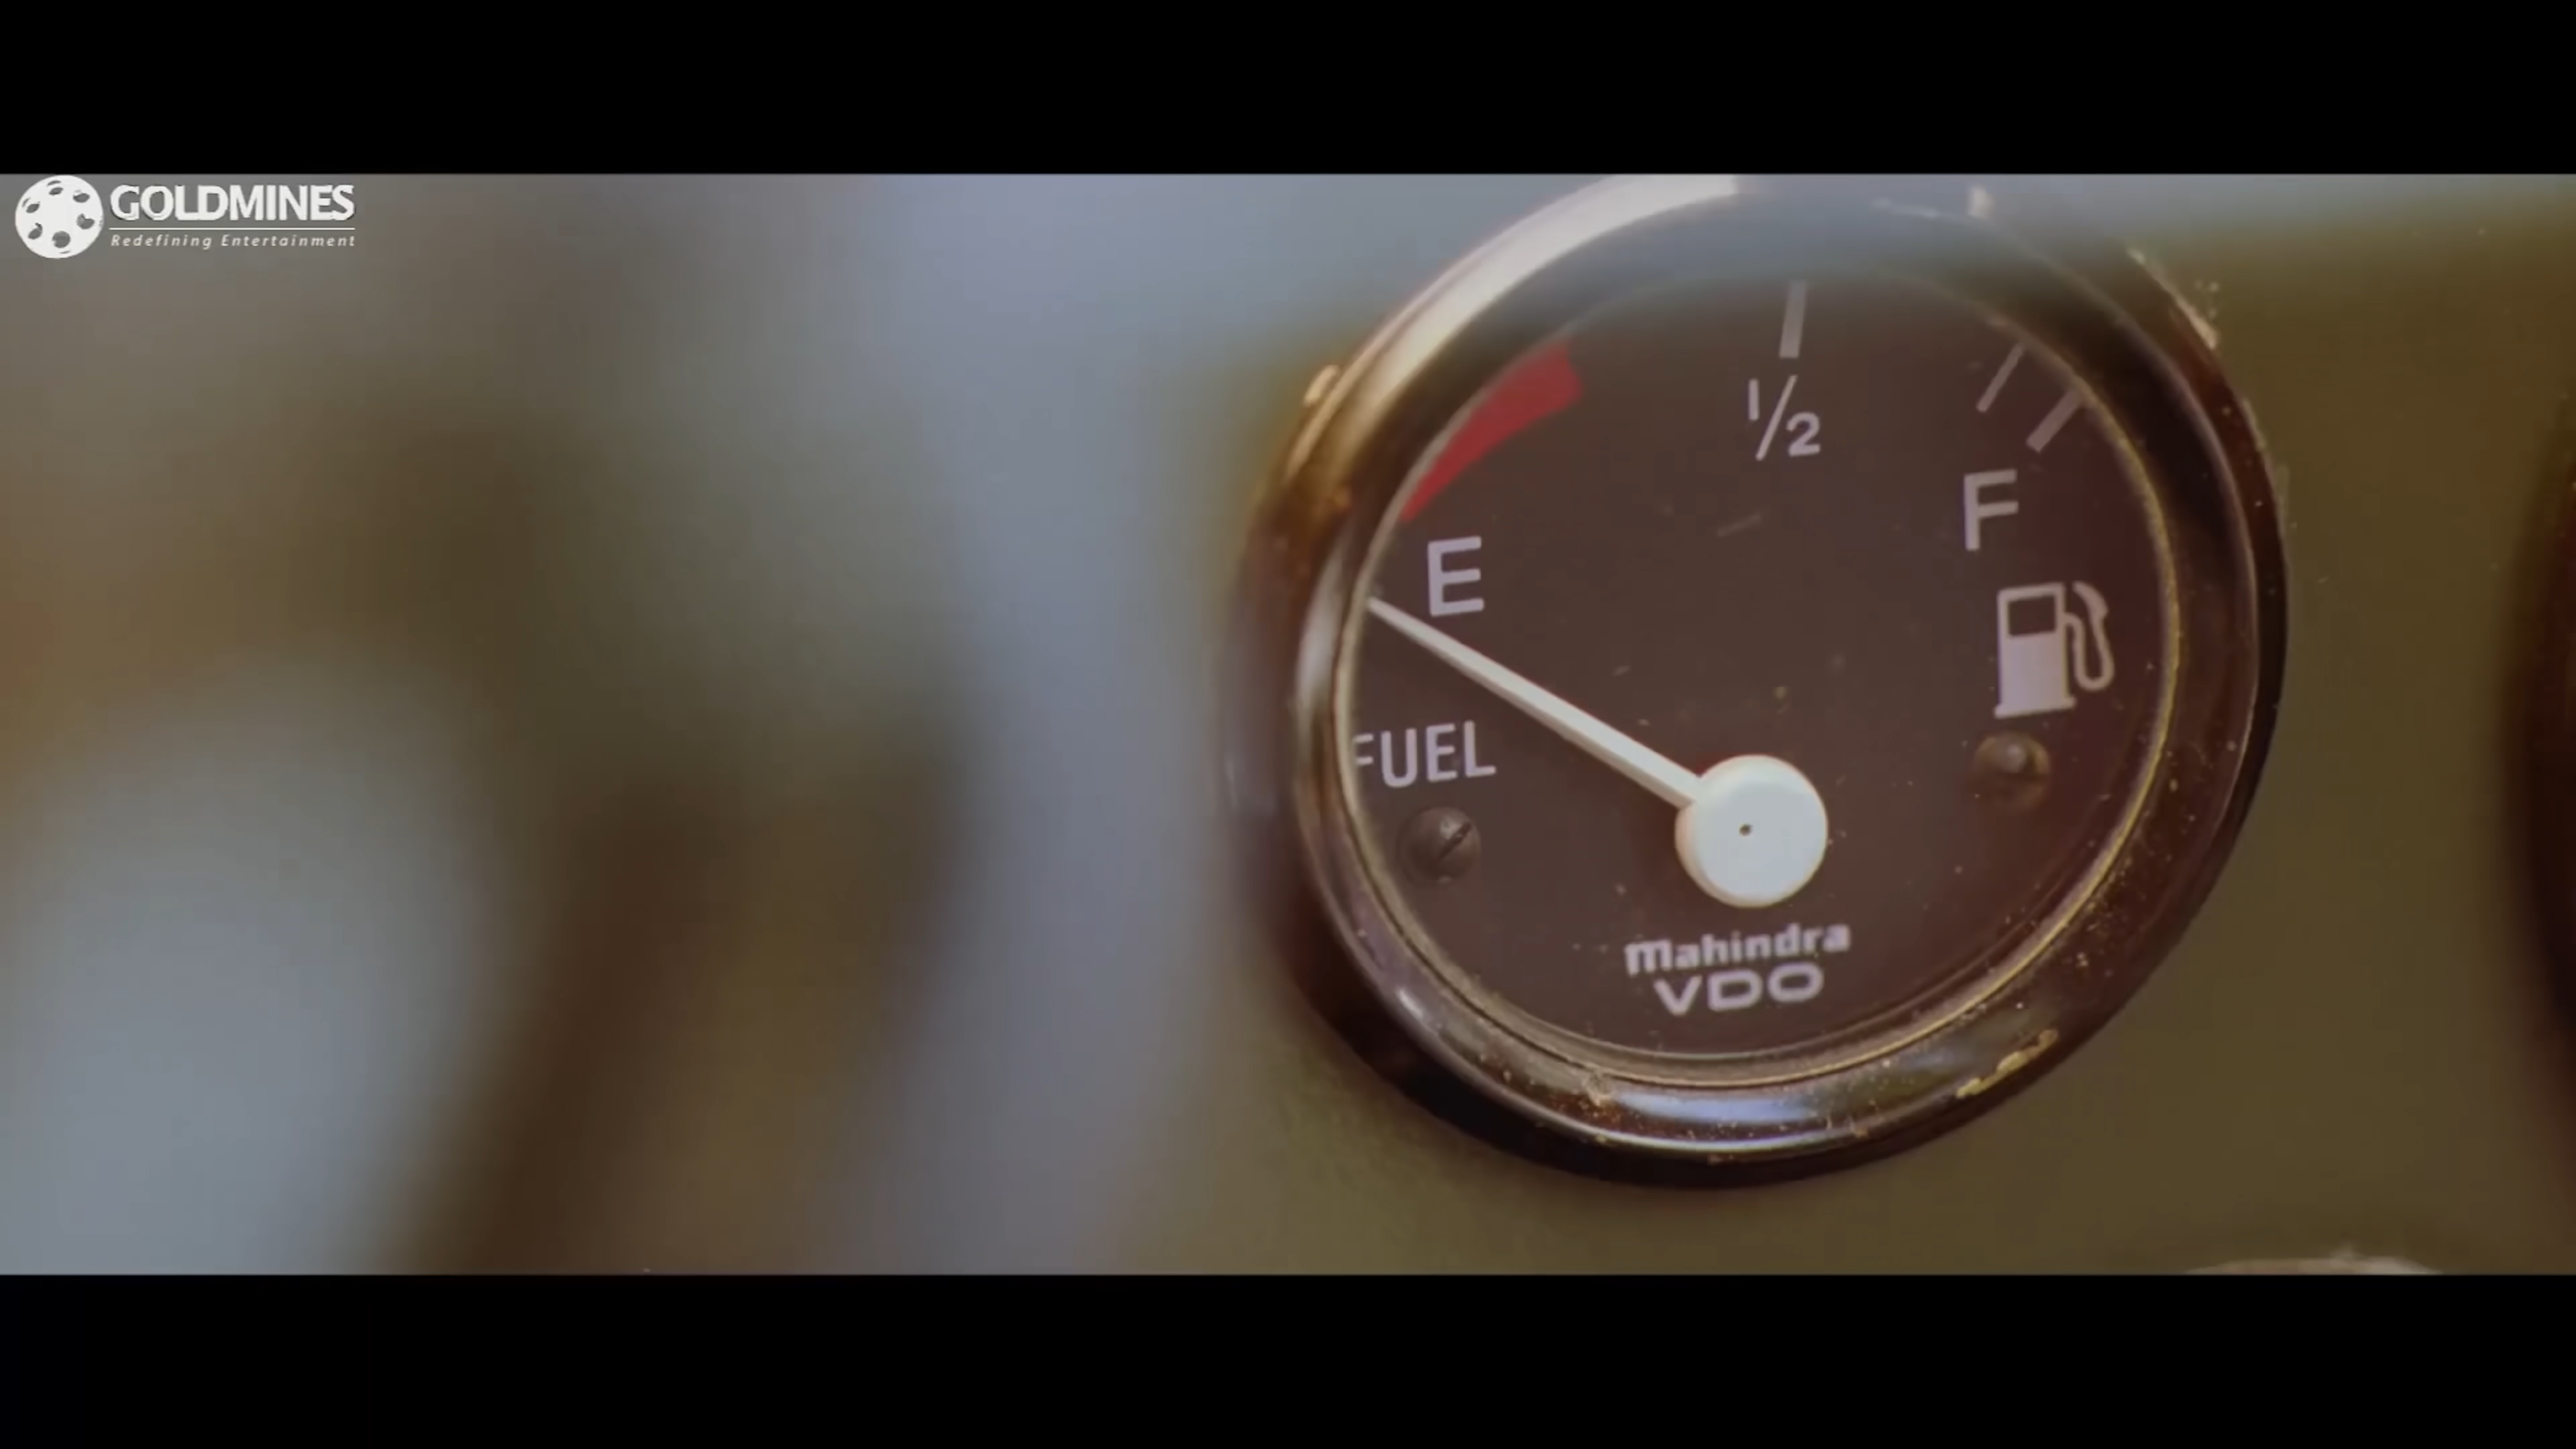 GOLDMINES
Redefining Entertainment
1/2
F
E
FUEL
mahindra
VDO